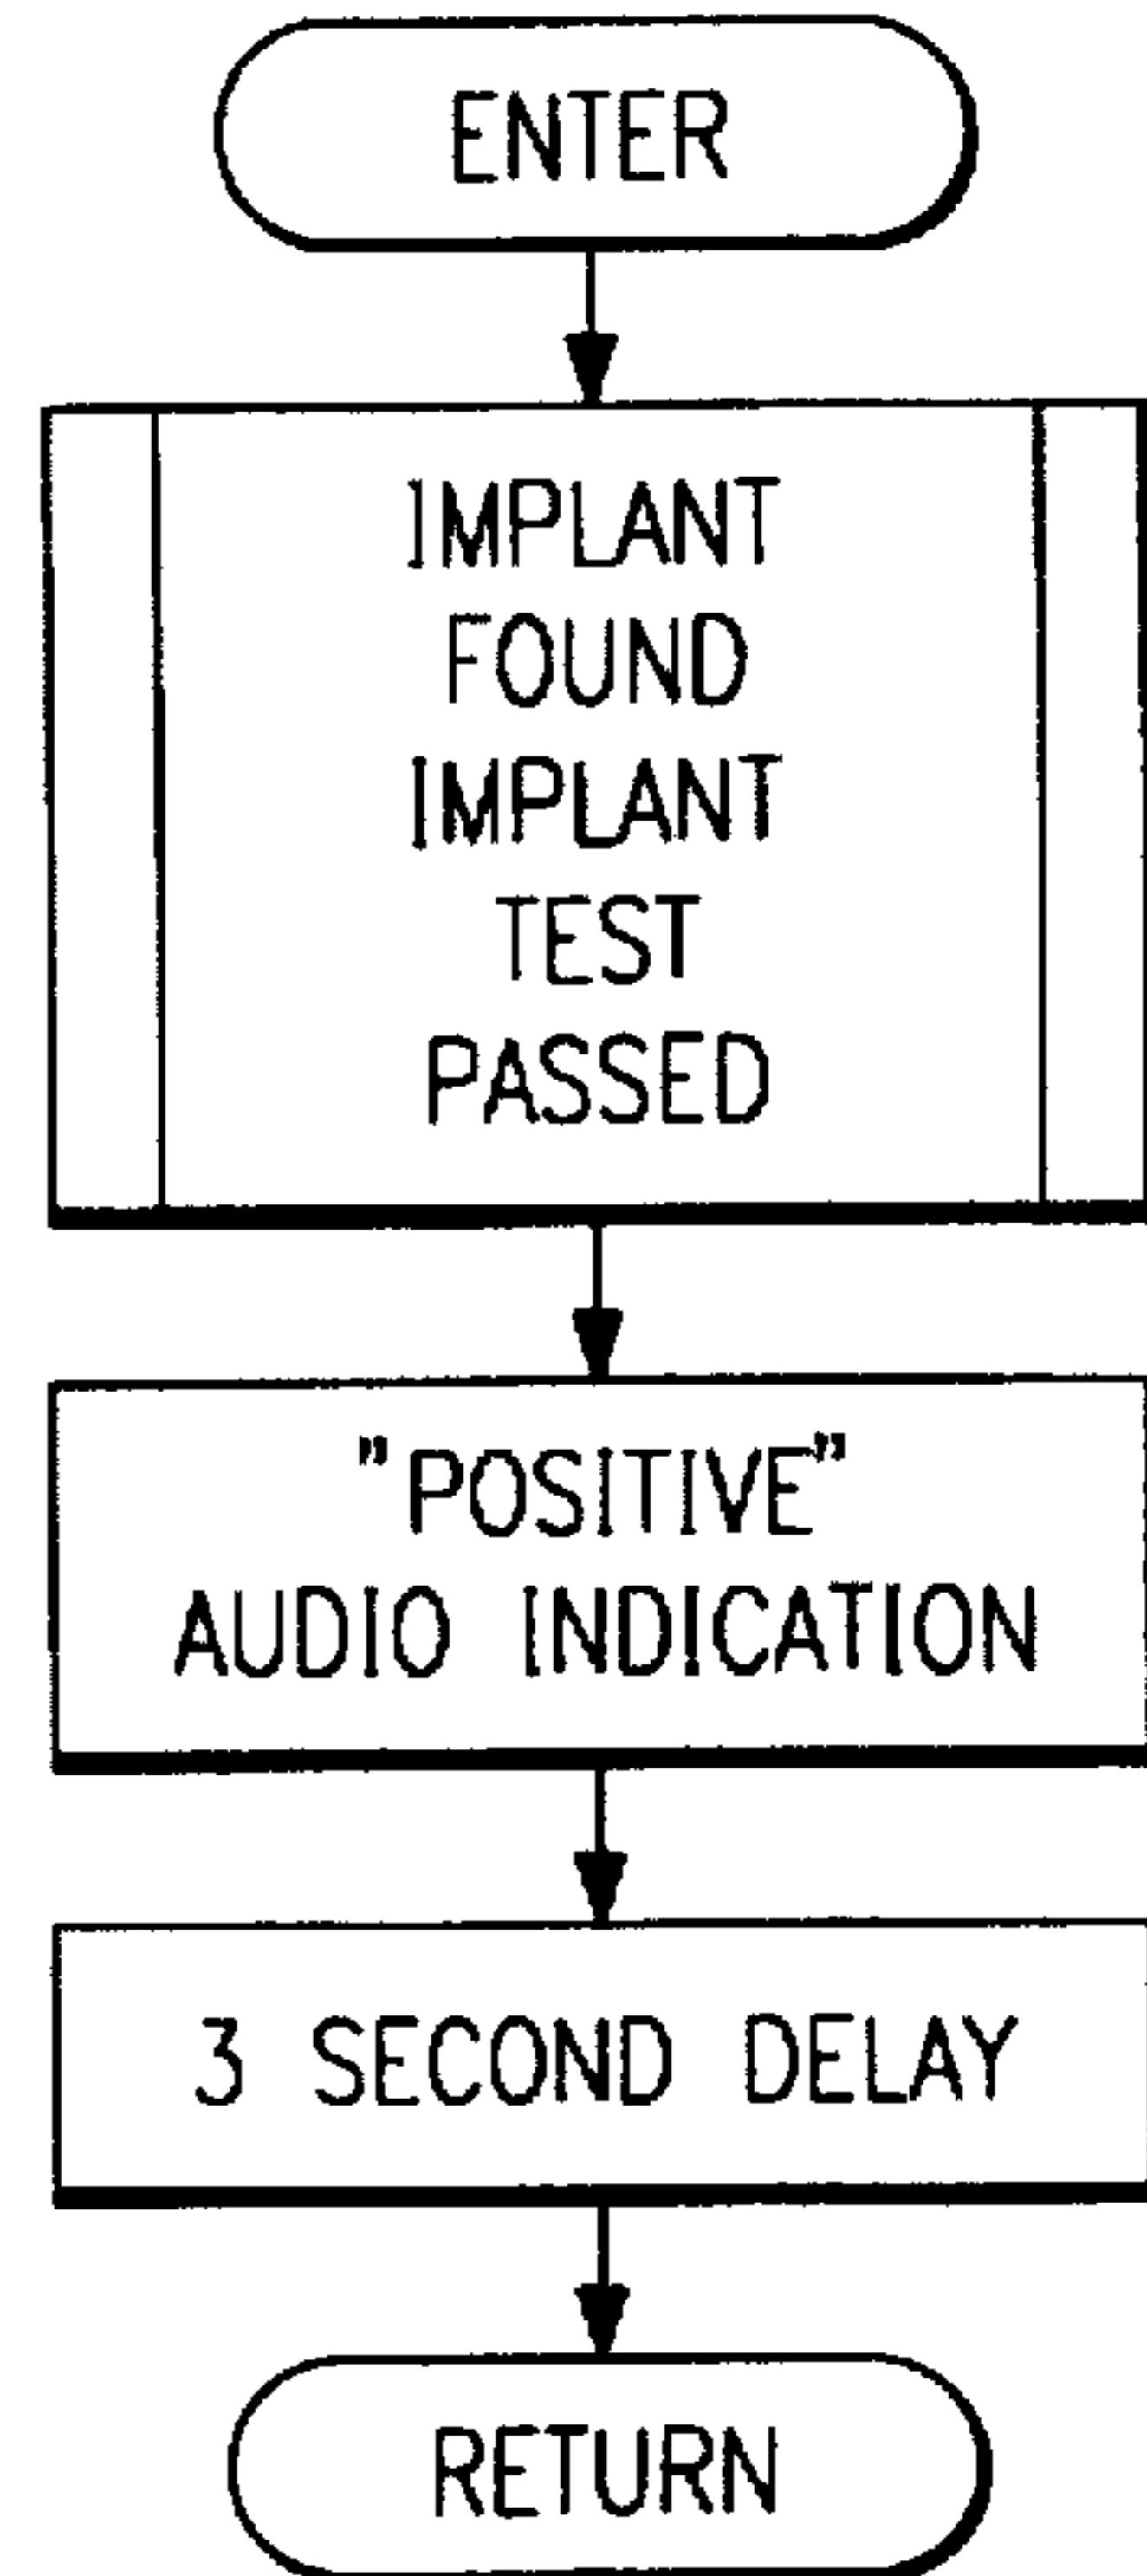 ENTER
IMPLANT
FOUND
IMPLANT
TEST
PASSED
"POSITIVE"
AUDIO INDICATION
3 SECOND DELAY
RETURN